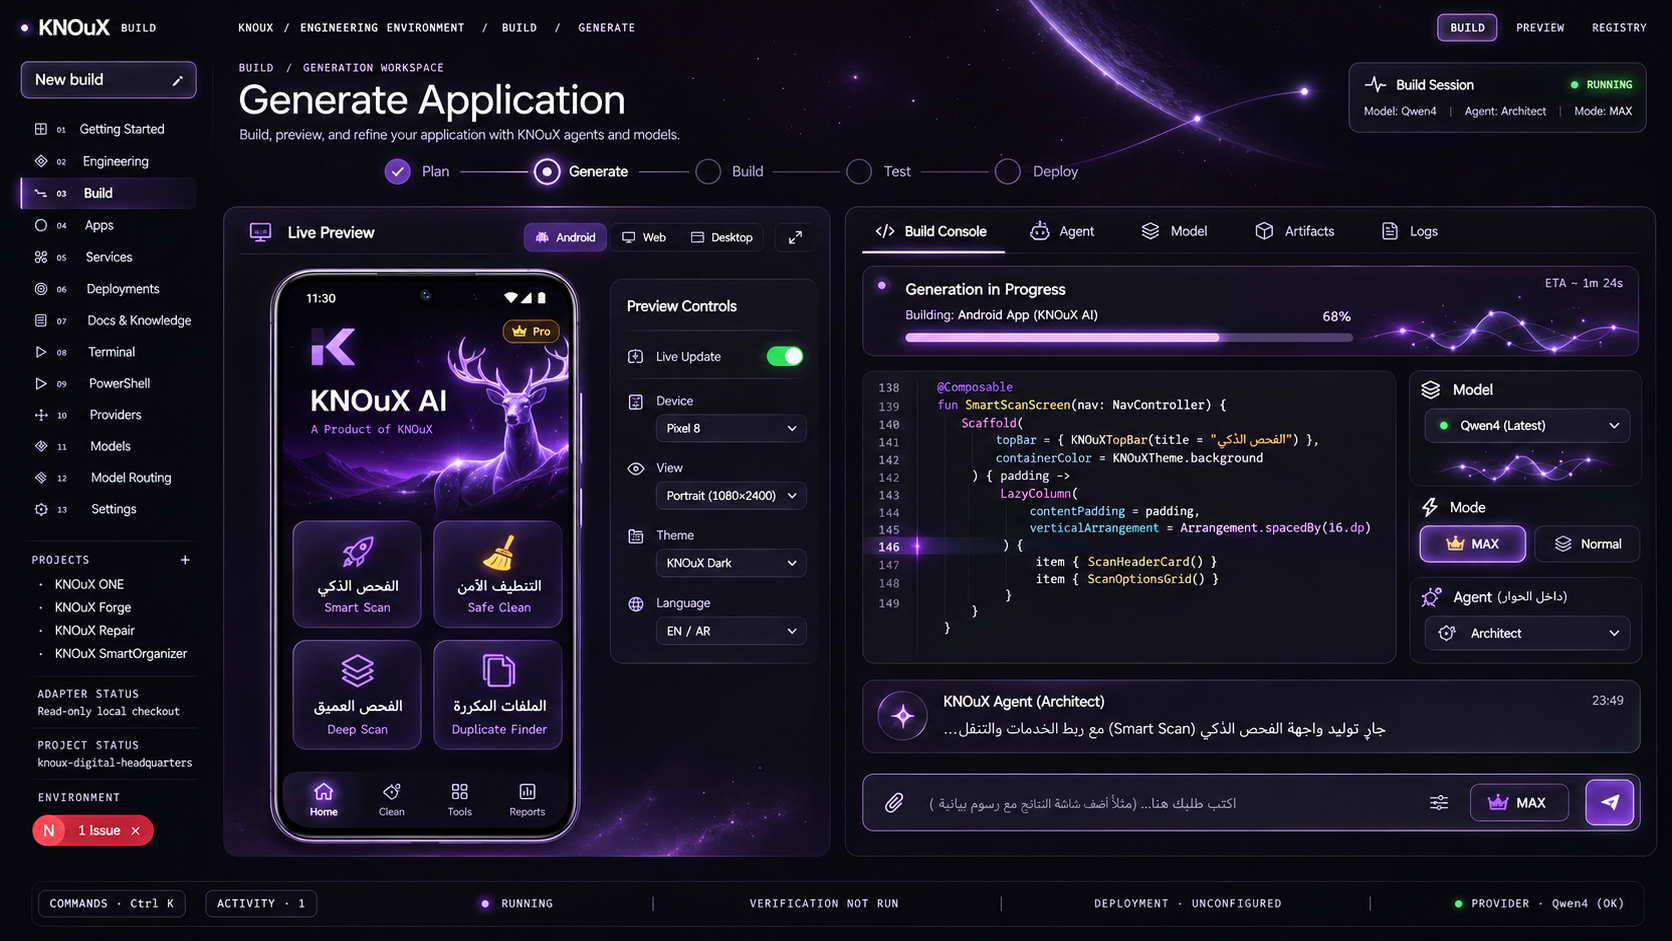 KNOuX BUILD
KNOUX / ENGINEERING ENVIRONMENT / BUILD / GENERATE
BUILD PREVIEW REGISTRY
New build
01 Getting Started
02 Engineering
03 Build
04 Apps
05 Services
06 Deployments
07 Docs & Knowledge
08 Terminal
09 PowerShell
10 Providers
11 Models
12 Model Routing
13 Settings
PROJECTS +
· KNOuX ONE
· KNOuX Forge
· KNOuX Repair
· KNOuX SmartOrganizer
ADAPTER STATUS
Read-only local checkout
PROJECT STATUS
knoux-digital-headquarters
ENVIRONMENT
N 1 Issue ×
BUILD / GENERATION WORKSPACE
Generate Application
Build, preview, and refine your application with KNOuX agents and models.
Build Session RUNNING
Model: Qwen4 | Agent: Architect | Mode: MAX
Plan Generate Build Test Deploy
Live Preview
Android Web Desktop
11:30
Pro
K
KNOuX AI
A Product of KNOuX
الفحص الذكي
Smart Scan
التنظيف الآمن
Safe Clean
الفحص العميق
Deep Scan
الملفات المكررة
Duplicate Finder
Home Clean Tools Reports
Preview Controls
Live Update
Device
Pixel 8
View
Portrait (1080×2400)
Theme
KNOuX Dark
Language
EN / AR
</> Build Console Agent Model Artifacts Logs
Generation in Progress
ETA ~ 1m 24s
Building: Android App (KNOuX AI)
68%
138 @Composable
139 fun SmartScanScreen(nav: NavController) {
140 Scaffold(
141 topBar = { KNOUXTopBar(title = "الفحص الذكي") },
142 containerColor = KNOUXTheme.background
142 ) { padding ->
143 LazyColumn(
144 contentPadding = padding,
145 verticalArrangement = Arrangement.spacedBy(16.dp)
146 ) {
147 item { ScanHeaderCard() }
148 item { ScanOptionsGrid() }
149 }
}
}
Model
Qwen4 (Latest)
Mode
MAX Normal
Agent (داخل الحوار)
Architect
KNOuX Agent (Architect)
23:49
جارٍ توليد واجهة الفحص الذكي (Smart Scan) مع ربط الخدمات والتنقل...
اكتب طلبك هنا... (مثلاً أضف شاشة النتائج مع رسوم بيانية )
MAX
COMMANDS · Ctrl K
ACTIVITY · 1
RUNNING | VERIFICATION NOT RUN | DEPLOYMENT · UNCONFIGURED | PROVIDER · Qwen4 (OK)